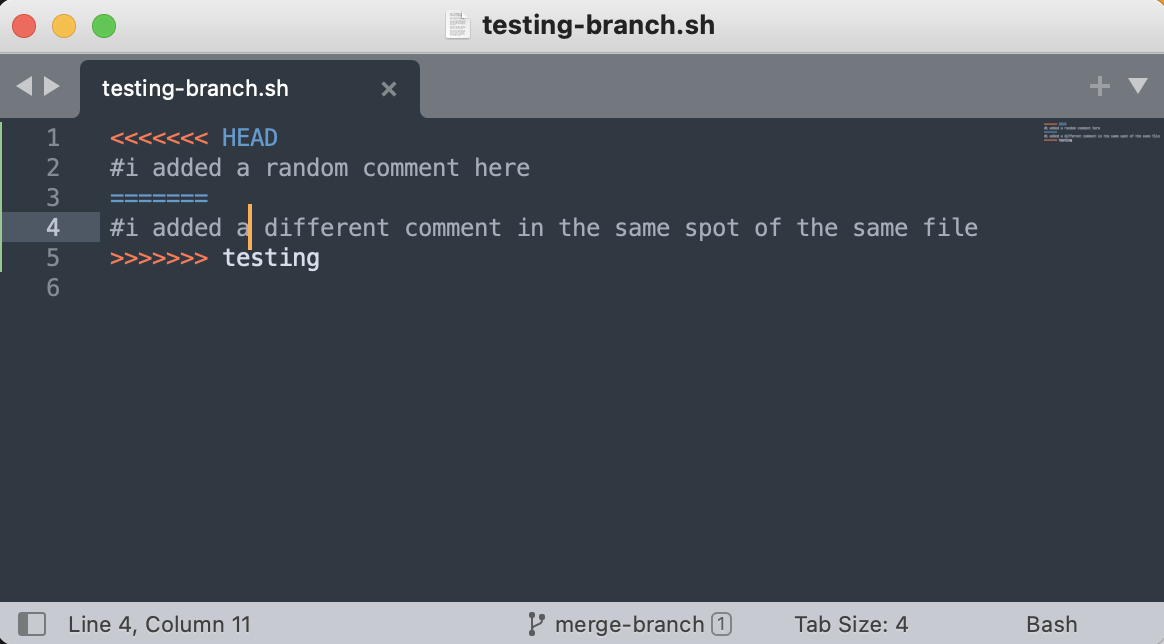 testing-branch.sh
testing-branch.sh
1 <<<<<<< HEAD
2 #i added a random comment here
3 =======
4 #i added a different comment in the same spot of the same file
5 >>>>>>> testing
6
Line 4, Column 11 merge-branch 1 Tab Size: 4 Bash